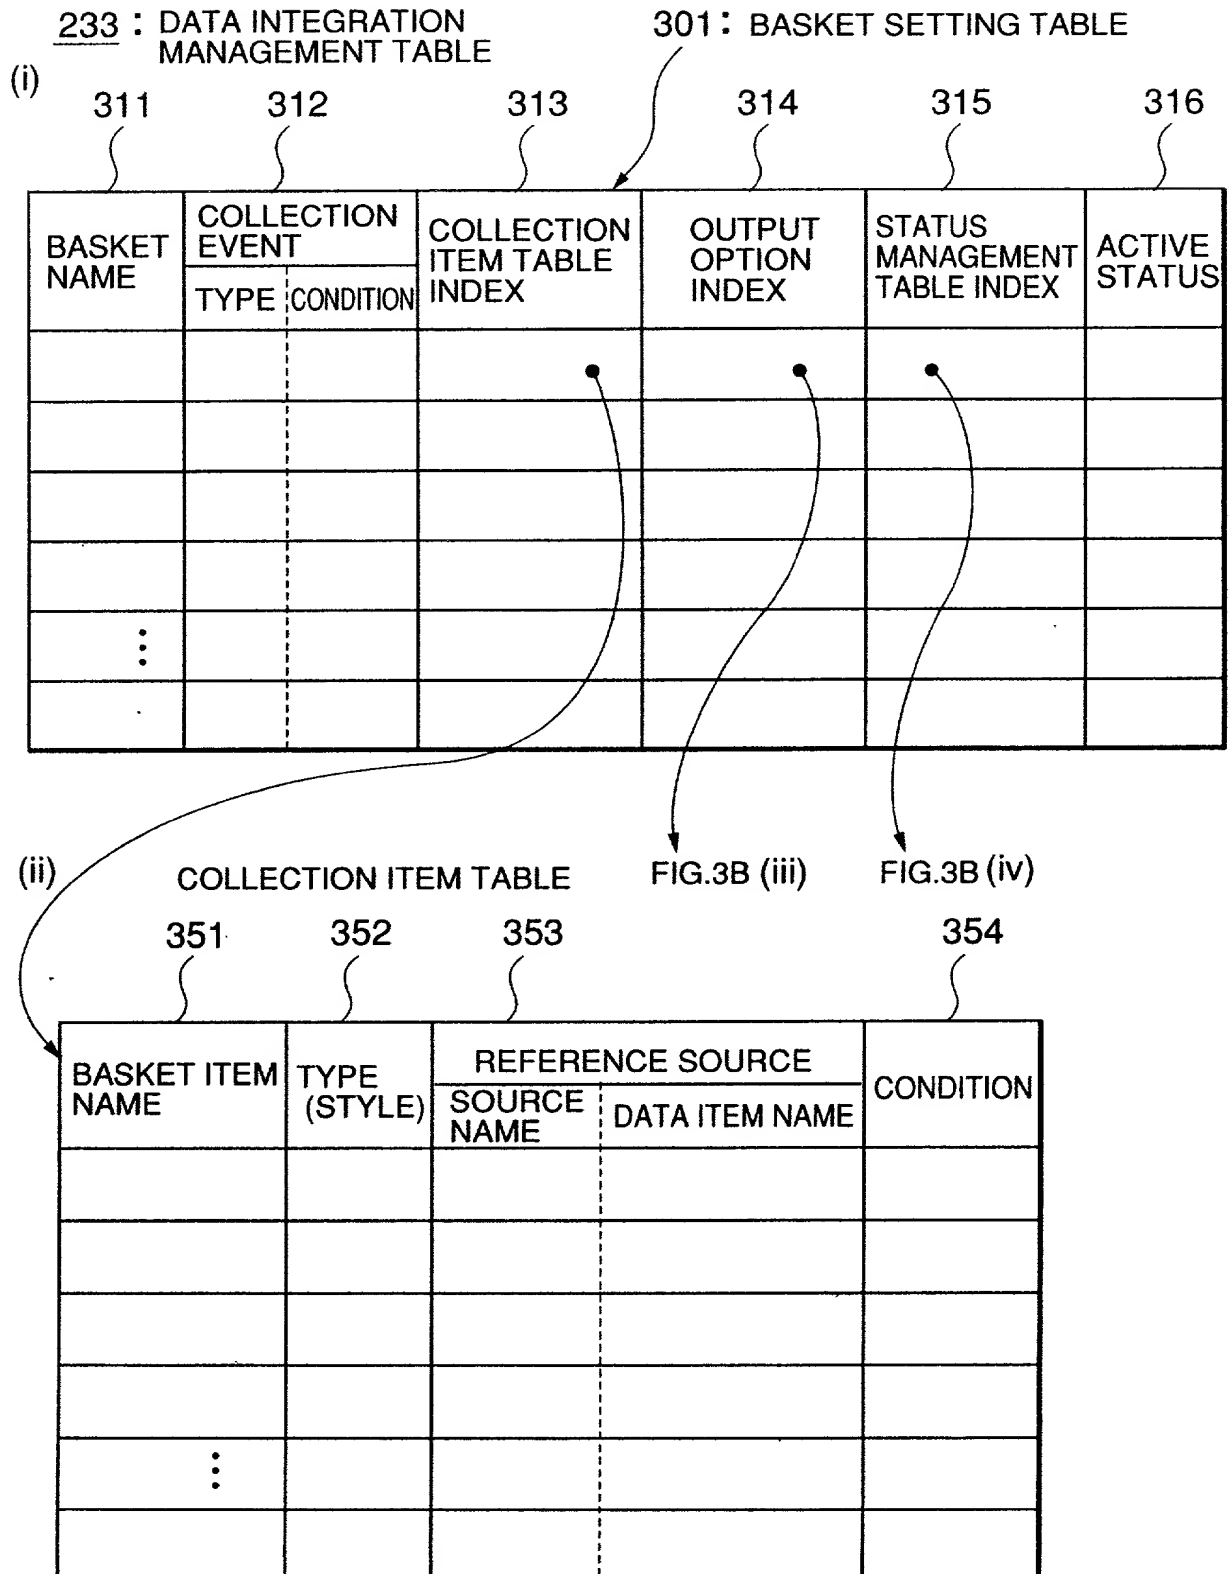 233 : DATA INTEGRATION
MANAGEMENT TABLE
301: BASKET SETTING TABLE
(i)
311 312 313 314 315 316
BASKET
NAME
COLLECTION
EVENT
TYPE CONDITION
COLLECTION
ITEM TABLE
INDEX
OUTPUT
OPTION
INDEX
STATUS
MANAGEMENT
TABLE INDEX
ACTIVE
STATUS
(ii)
COLLECTION ITEM TABLE
FIG.3B (iii)
FIG.3B (iv)
351 352 353 354
BASKET ITEM
NAME
TYPE
(STYLE)
REFERENCE SOURCE
SOURCE
NAME
DATA ITEM NAME
CONDITION